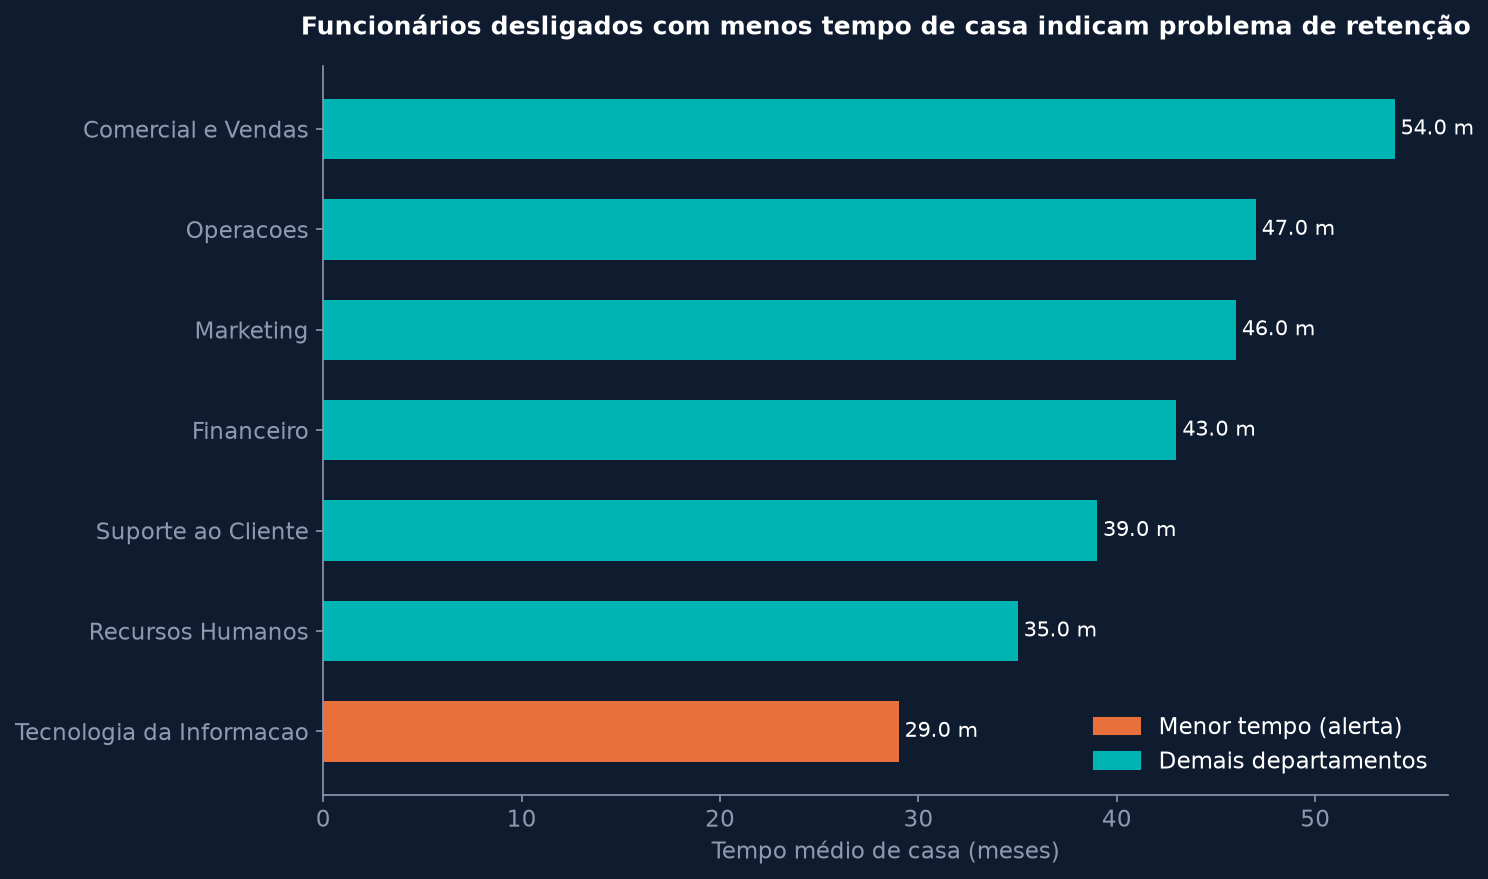 Funcionários desligados com menos tempo de casa indicam problema de retenção
Comercial e Vendas
54.0 m
Operacoes
47.0 m
Marketing
46.0 m
Financeiro
43.0 m
Suporte ao Cliente
39.0 m
Recursos Humanos
35.0 m
Tecnologia da Informacao
29.0 m
Menor tempo (alerta)
Demais departamentos
0 10 20 30 40 50
Tempo médio de casa (meses)